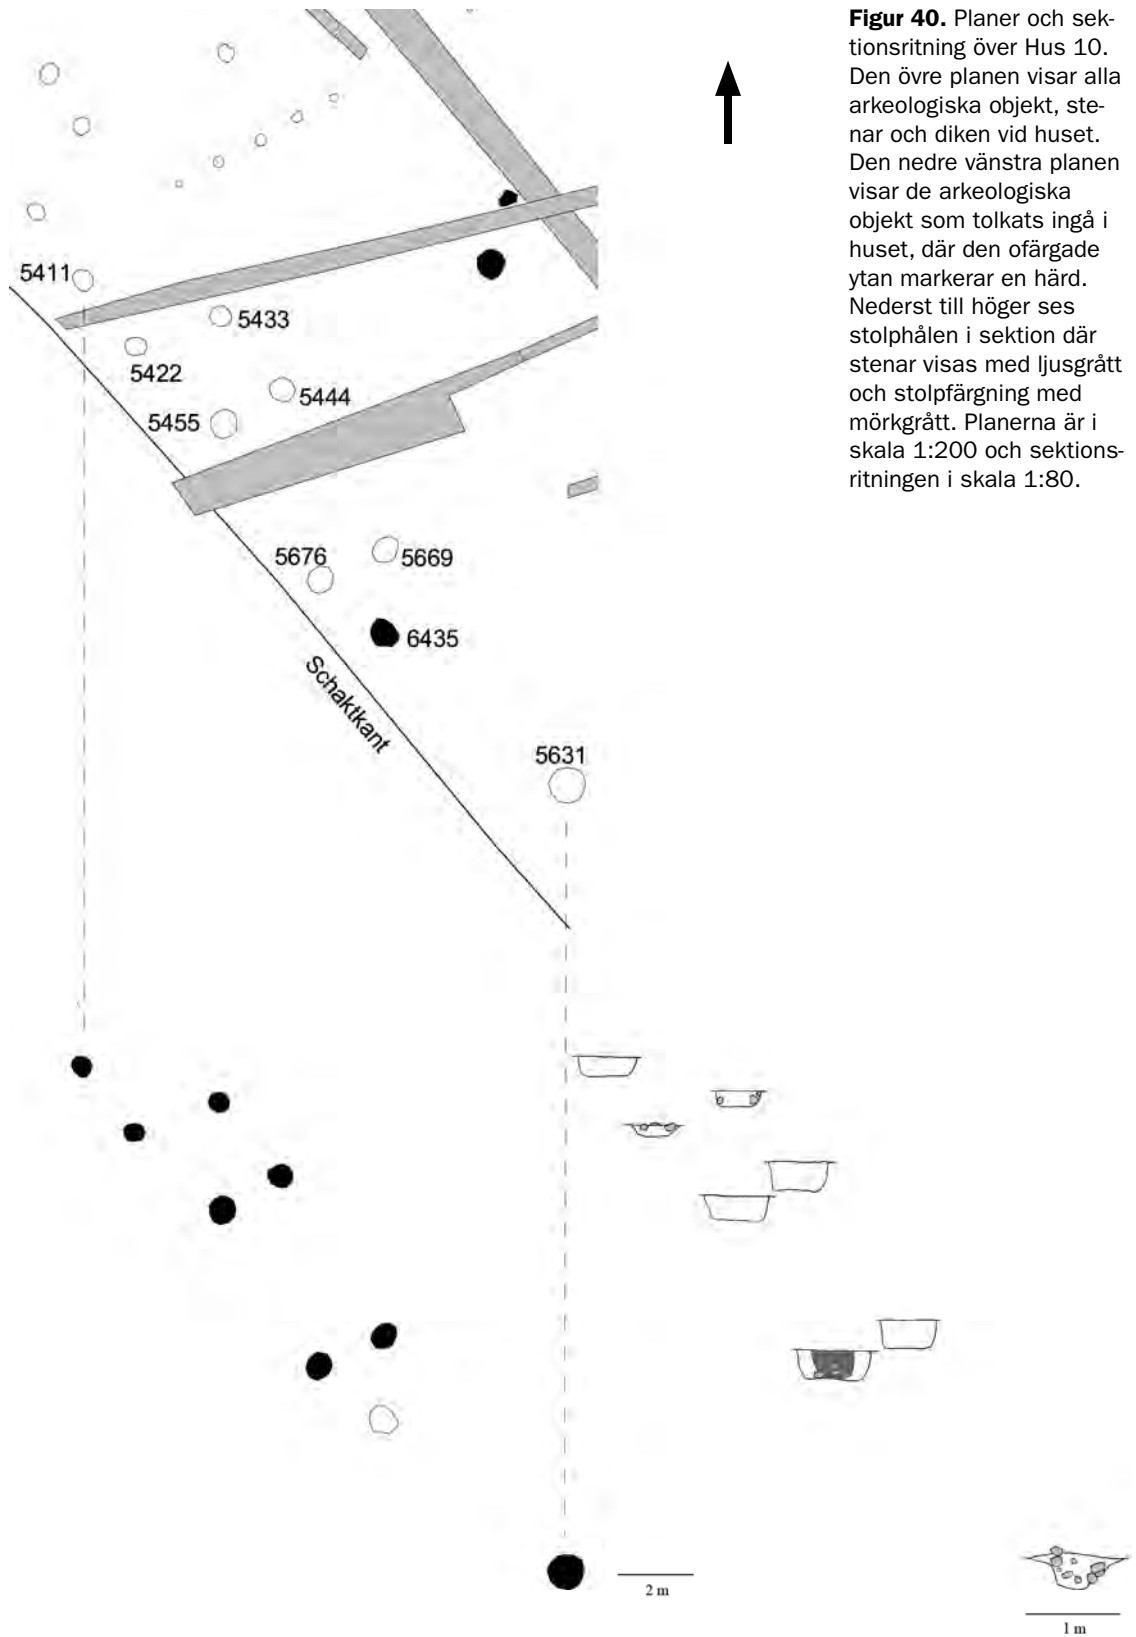 Figur 40. Planer och sek-
tionsritning över Hus 10.
Den övre planen visar alla
arkeologiska objekt, ste-
nar och diken vid huset.
Den nedre vänstra planen
visar de arkeologiska
objekt som tolkats ingå i
huset, där den ofärgade
ytan markerar en härd.
Nederst till höger ses
stolphålen i sektion där
stenar visas med ljusgrått
och stolpfärgning med
mörkgrått. Planerna är i
skala 1:200 och sektions-
ritningen i skala 1:80.
5411
5433
5422
5444
5455
5676
5669
6435
Schaktkant
5631
2 m
1 m